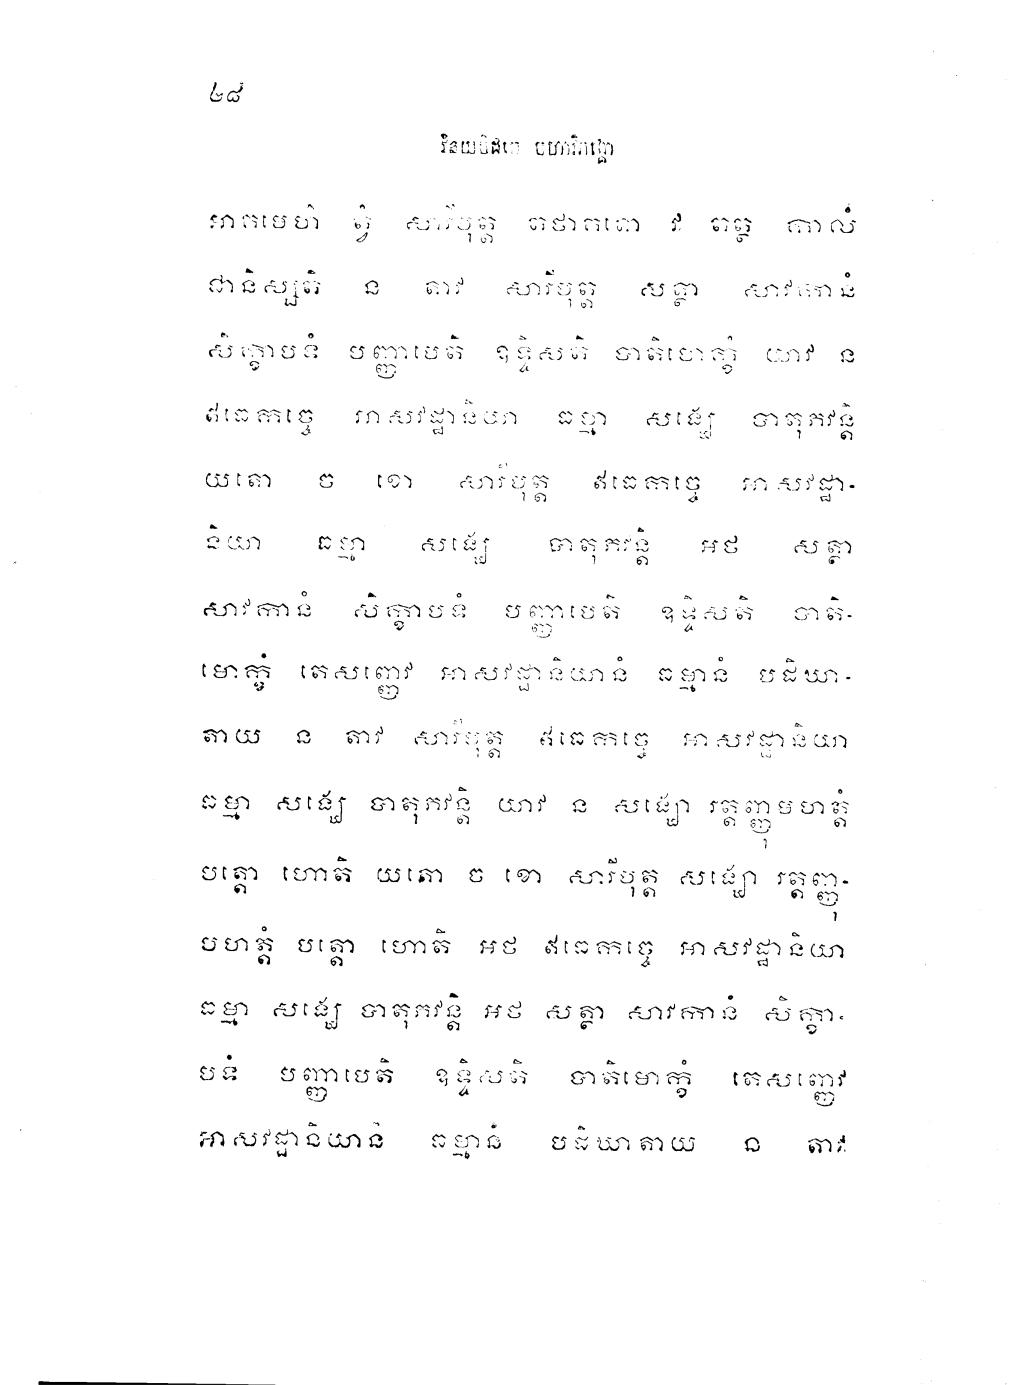 ៤៨
វិនយបិដកេ មហាវិភង្គោ
អាគមេហិ ត្វំ សារីបុត្ត តថាគតោ វ តត្ថ កាលំ
ជានិស្សតិ ន តាវ សារីបុត្ត សត្ថា សាវកានំ
សិក្ខាបទំ បញ្ញាបេតិ ឧទ្ទិសតិ បាតិមោក្ខំ យាវ ន
ឥធេកច្ចេ អាសវដ្ឋានិយា ធម្មា សង្ឃេ បាតុភវន្តិ
យតោ ច ខោ សារីបុត្ត ឥធេកច្ចេ អាសវដ្ឋា-
និយា ធម្មា សង្ឃេ បាតុភវន្តិ អថ សត្ថា
សាវកានំ សិក្ខាបទំ បញ្ញាបេតិ ឧទ្ទិសតិ បាតិ-
មោក្ខំ តេសញ្ញេវ អាសវដ្ឋានិយានំ ធម្មានំ បដិឃា-
តាយ ន តាវ សារីបុត្ត ឥធេកច្ចេ អាសវដ្ឋានិយា
ធម្មា សង្ឃេ បាតុភវន្តិ យាវ ន សង្ឃោ រត្តញ្ញុមហត្តំ
បត្តោ ហោតិ យតោ ច ខោ សារីបុត្ត សង្ឃោ រត្តញ្ញុ-
មហត្តំ បត្តោ ហោតិ អថ ឥធេកច្ចេ អាសវដ្ឋានិយា
ធម្មា សង្ឃេ បាតុភវន្តិ អថ សត្ថា សាវកានំ សិក្ខា-
បទំ បញ្ញាបេតិ ឧទ្ទិសតិ បាតិមោក្ខំ តេសញ្ញេវ
អាសវដ្ឋានិយានំ ធម្មានំ បដិឃាតាយ ន តាវ